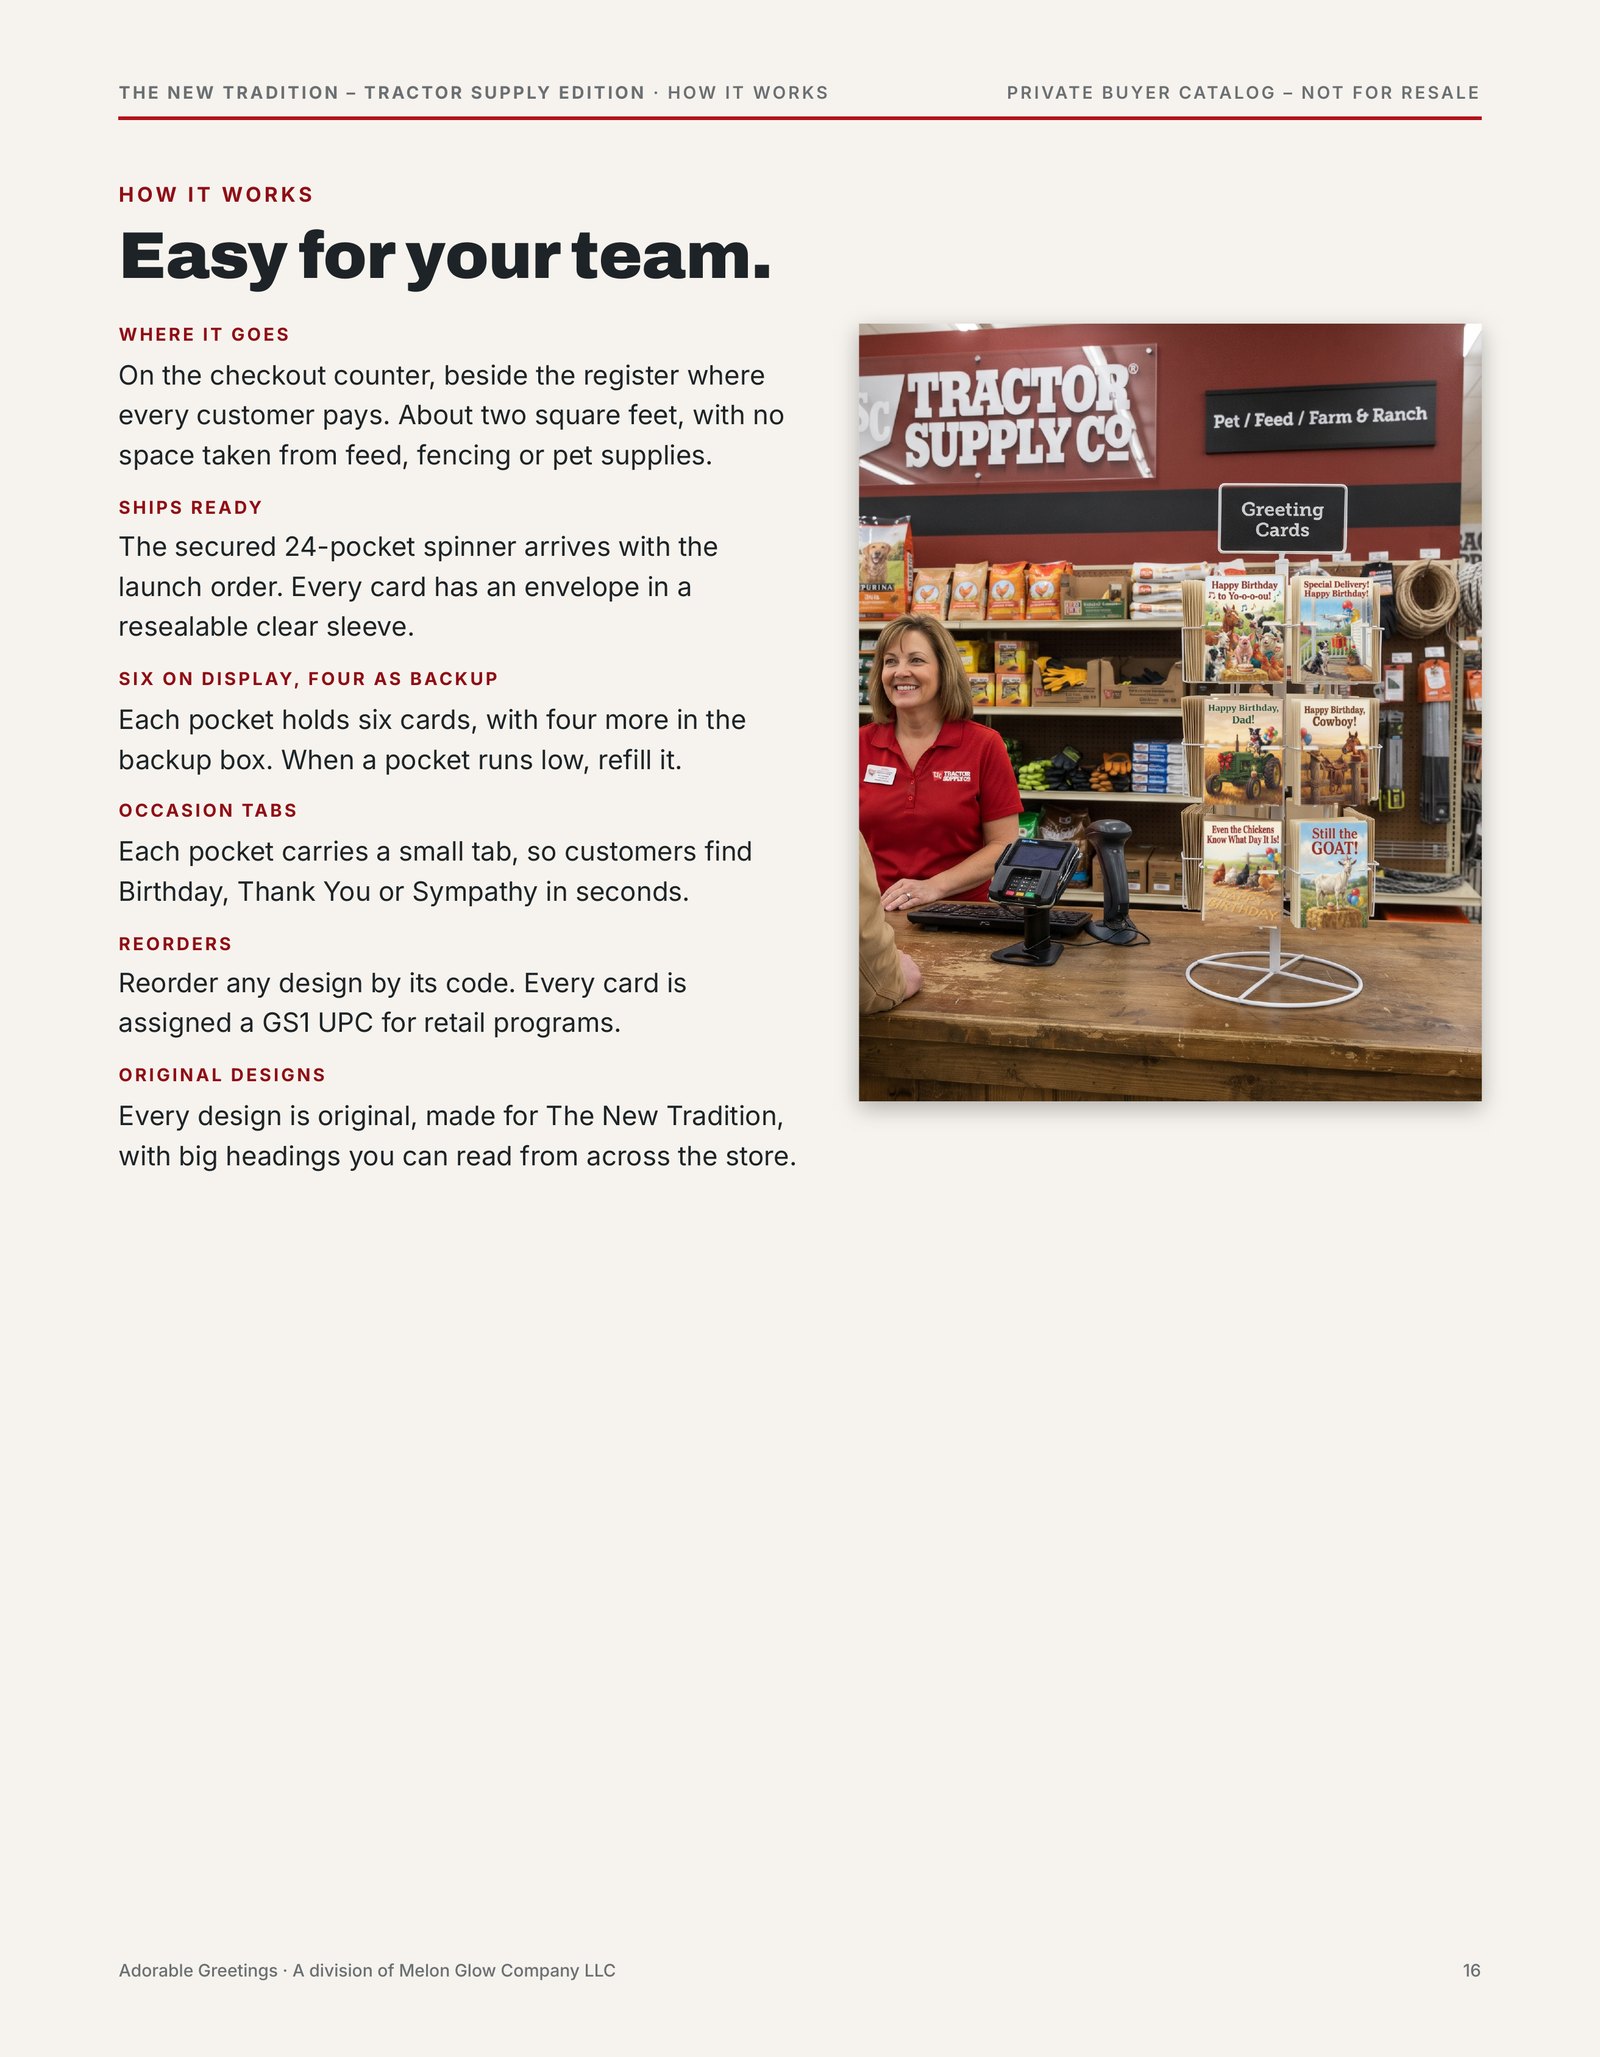 THE NEW TRADITION – TRACTOR SUPPLY EDITION · HOW IT WORKS
PRIVATE BUYER CATALOG – NOT FOR RESALE
HOW IT WORKS
Easy for your team.
WHERE IT GOES
On the checkout counter, beside the register where
every customer pays. About two square feet, with no
space taken from feed, fencing or pet supplies.
SHIPS READY
The secured 24-pocket spinner arrives with the
launch order. Every card has an envelope in a
resealable clear sleeve.
SIX ON DISPLAY, FOUR AS BACKUP
Each pocket holds six cards, with four more in the
backup box. When a pocket runs low, refill it.
OCCASION TABS
Each pocket carries a small tab, so customers find
Birthday, Thank You or Sympathy in seconds.
REORDERS
Reorder any design by its code. Every card is
assigned a GS1 UPC for retail programs.
ORIGINAL DESIGNS
Every design is original, made for The New Tradition,
with big headings you can read from across the store.
SC TRACTOR
SUPPLY CO
®
Pet / Feed / Farm & Ranch
Greeting
Cards
PURINA
Happy Birthday
to Yo-o-o-ou!
Special Delivery!
Happy Birthday!
Happy Birthday,
Dad!
Happy Birthday,
Cowboy!
Even the Chickens
Know What Day It Is!
HAPPY
BIRTHDAY
Still the
GOAT!
TRACTOR
SUPPLY CO
Adorable Greetings · A division of Melon Glow Company LLC
16